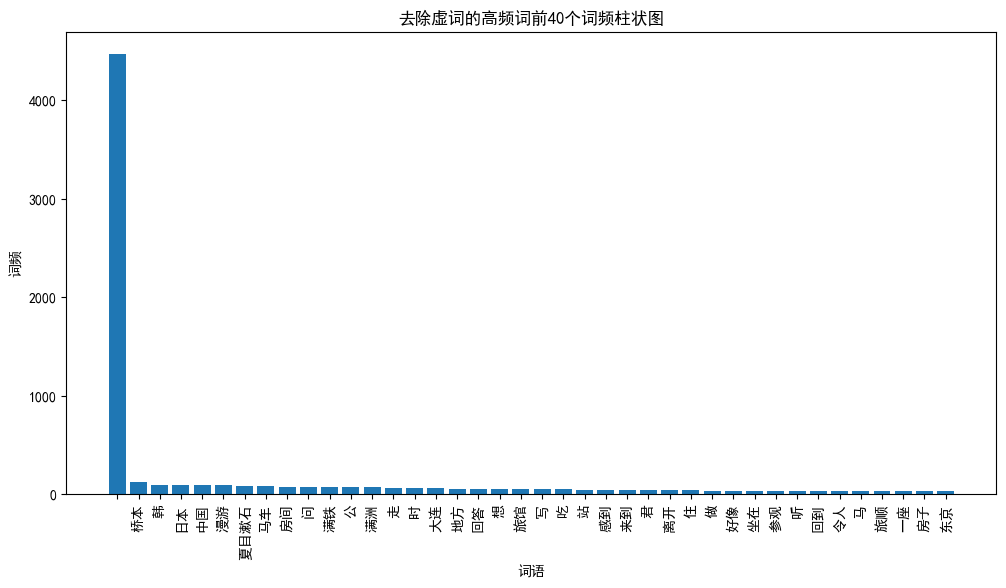 去除虚词的高频词前40个词频柱状图
词频
4000
3000
2000
1000
0
桥本
韩
日本
中国
漫游
夏目漱石
马车
房间
问
满铁
公
满洲
走
时
大连
地方
回答
想
旅馆
写
吃
站
感到
来到
君
离开
住
做
好像
坐在
参观
听
回到
令人
马
旅顺
一座
房子
东京
词语